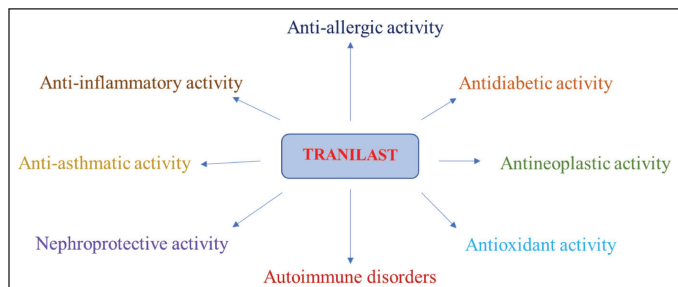 Anti-allergic activity
Anti-inflammatory activity
Antidiabetic activity
TRANILAST
Anti-asthmatic activity
Antineoplastic activity
Nephroprotective activity
Antioxidant activity
Autoimmune disorders